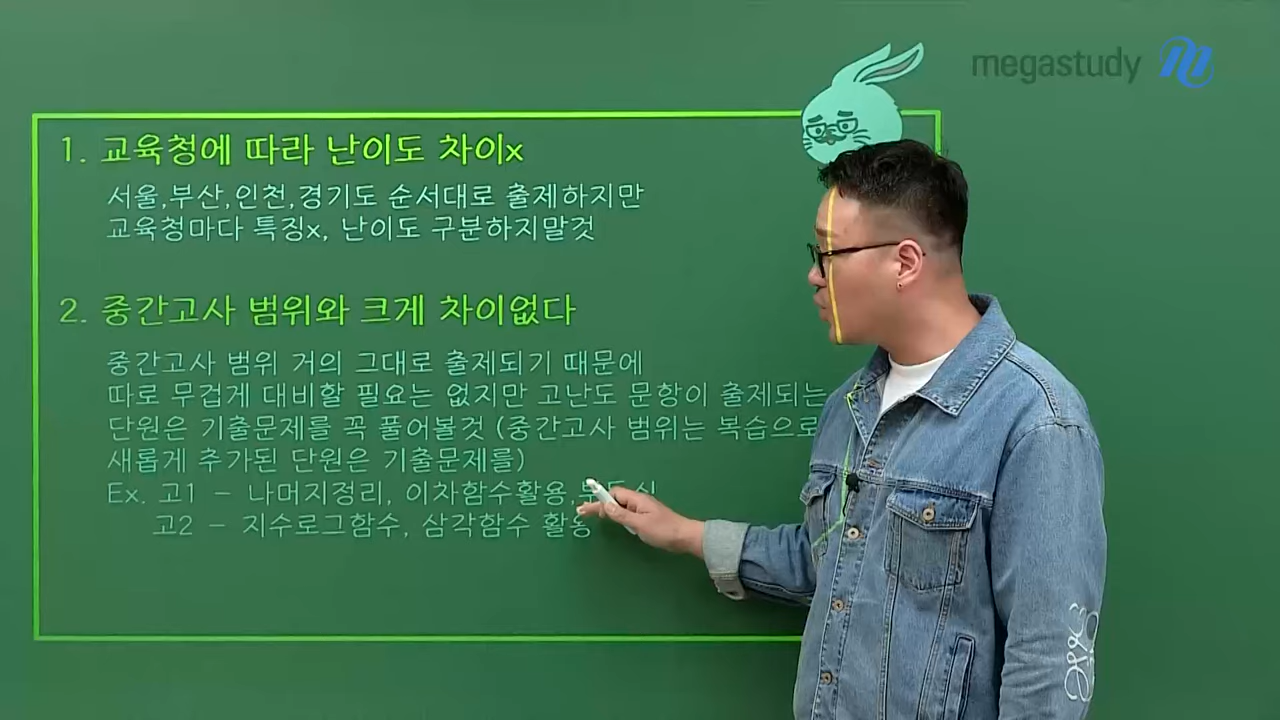 megastudy
1. 교육청에 따라 난이도 차이x
서울,부산,인천,경기도 순서대로 출제하지만
교육청마다 특징x, 난이도 구분하지말것
2. 중간고사 범위와 크게 차이없다
중간고사 범위 거의 그대로 출제되기 때문에
따로 무겁게 대비할 필요는 없지만 고난도 문항이 출제되는
단원은 기출문제를 꼭 풀어볼것 (중간고사 범위는 복습으로
새롭게 추가된 단원은 기출문제를)
Ex. 고1 - 나머지정리, 이차함수활용,부등식
고2 - 지수로그함수, 삼각함수 활용